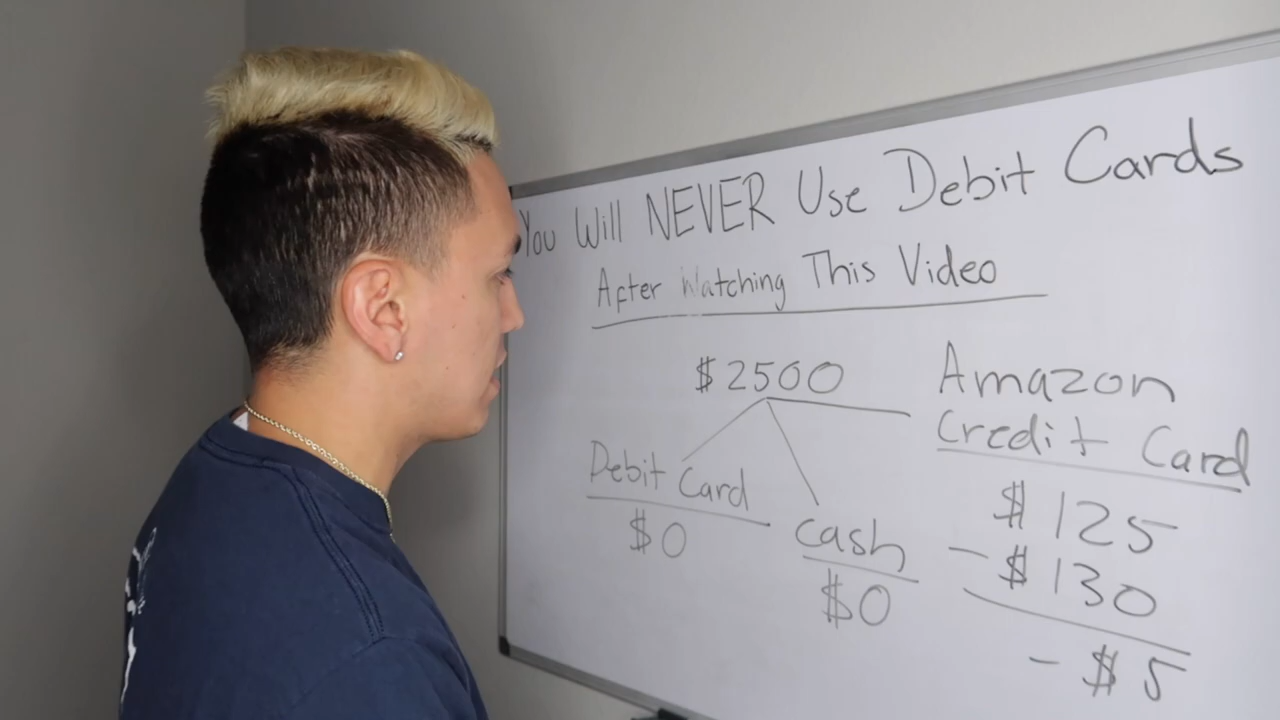 You Will NEVER Use Debit Cards
After Watching This Video
$2500
Amazon
Credit Card
Debit Card
$0
Cash
$0
$125
- $130
- $5